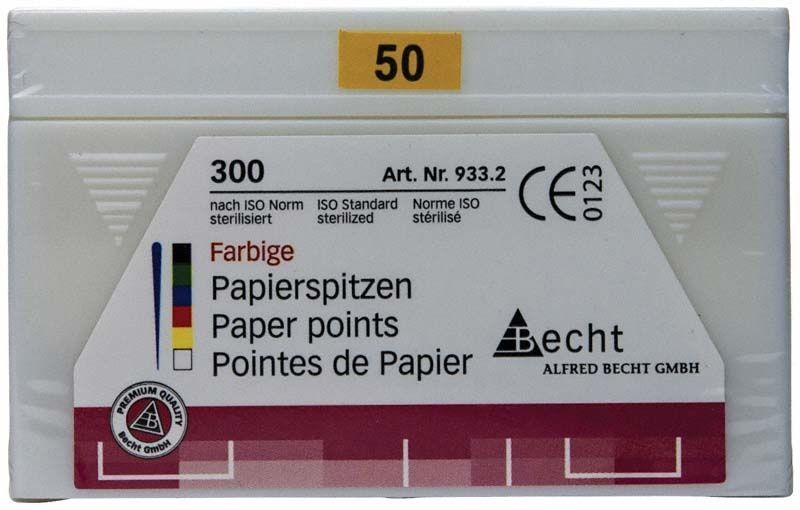 50
300 Art. Nr. 933.2
nach ISO Norm ISO Standard Norme ISO
sterilisiert sterilized stérilisé
CE 0123
Farbige
Papierspitzen
Paper points
Pointes de Papier
Becht
ALFRED BECHT GMBH
PREMIUM QUALITY
B
Becht GmbH